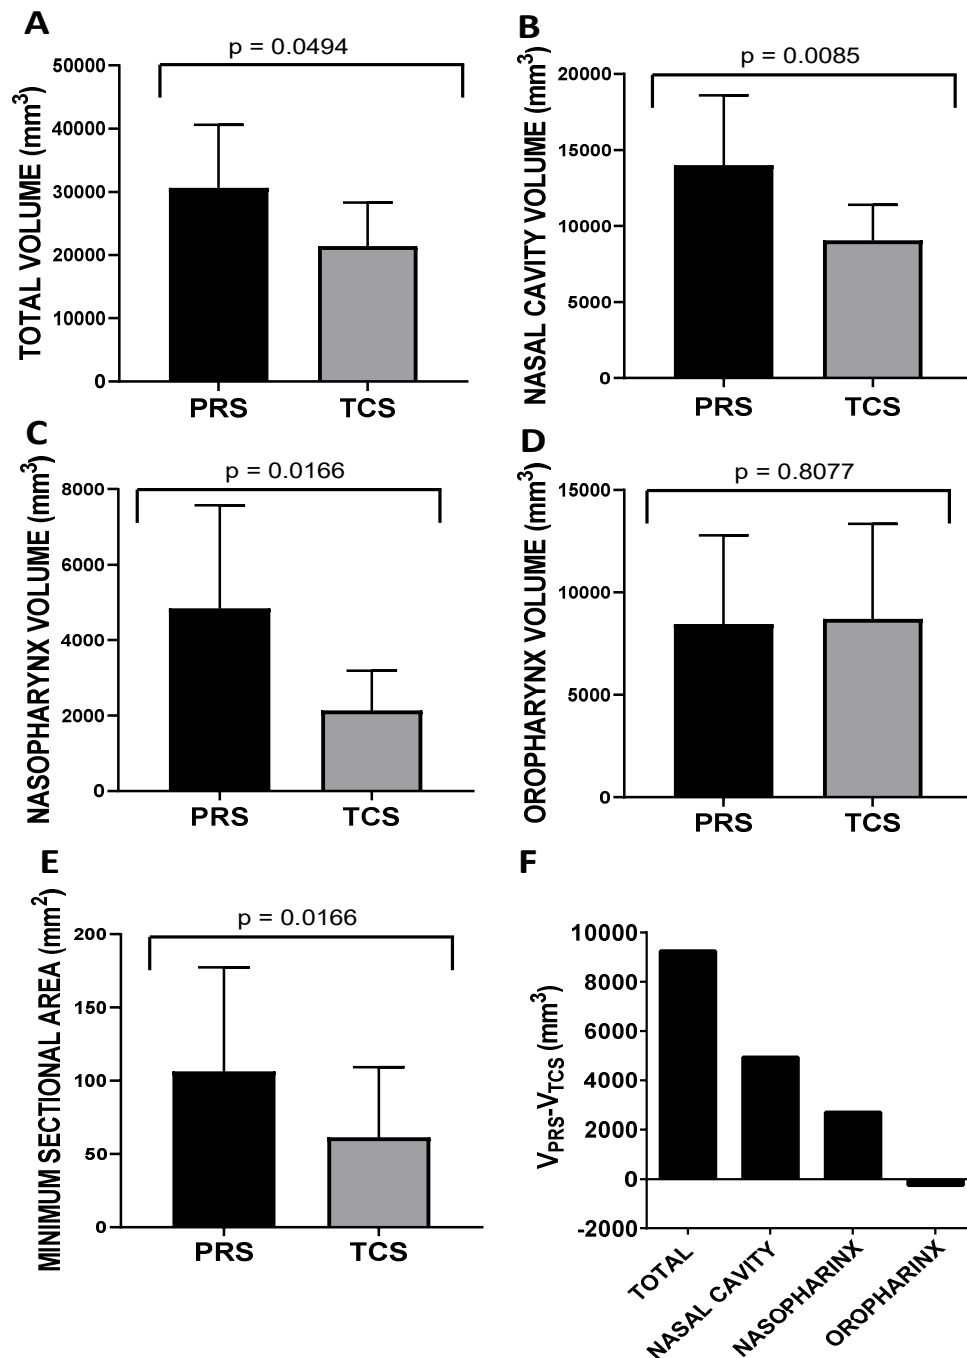 A
p = 0.0494
TOTAL VOLUME (mm³)
50000
40000
30000
20000
10000
0
PRS TCS
B
p = 0.0085
NASAL CAVITY VOLUME (mm³)
20000
15000
10000
5000
0
PRS TCS
C
p = 0.0166
NASOPHARYNX VOLUME (mm³)
8000
6000
4000
2000
0
PRS TCS
D
p = 0.8077
OROPHARYNX VOLUME (mm³)
15000
10000
5000
0
PRS TCS
E
p = 0.0166
MINIMUM SECTIONAL AREA (mm²)
200
150
100
50
0
PRS TCS
F
VPRS-VTCS (mm³)
10000
8000
6000
4000
2000
0
-2000
TOTAL
NASAL CAVITY
NASOPHARINX
OROPHARINX